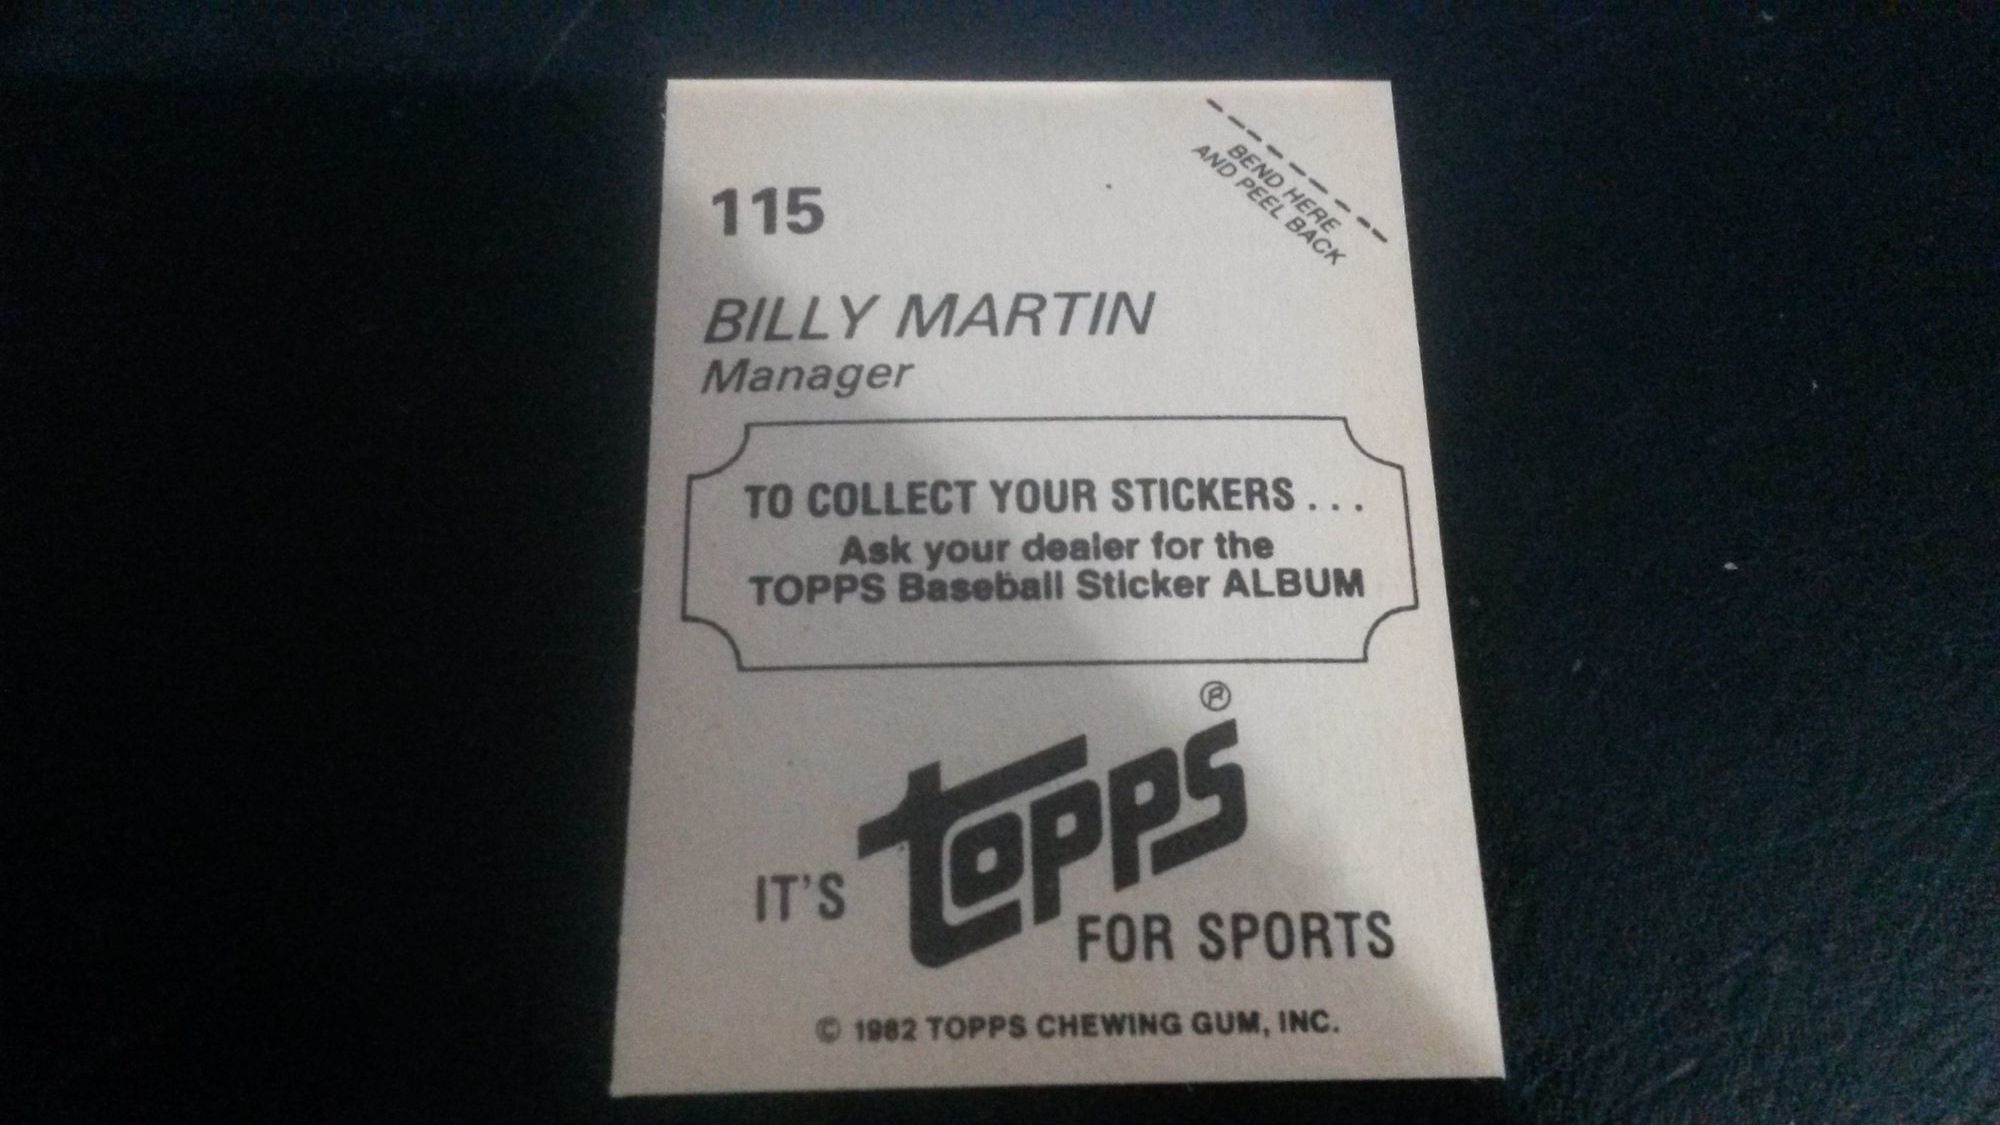 115
BEND HERE
AND PEEL BACK
BILLY MARTIN
Manager
TO COLLECT YOUR STICKERS . . .
Ask your dealer for the
TOPPS Baseball Sticker ALBUM
IT'S topps ® FOR SPORTS
© 1982 TOPPS CHEWING GUM, INC.